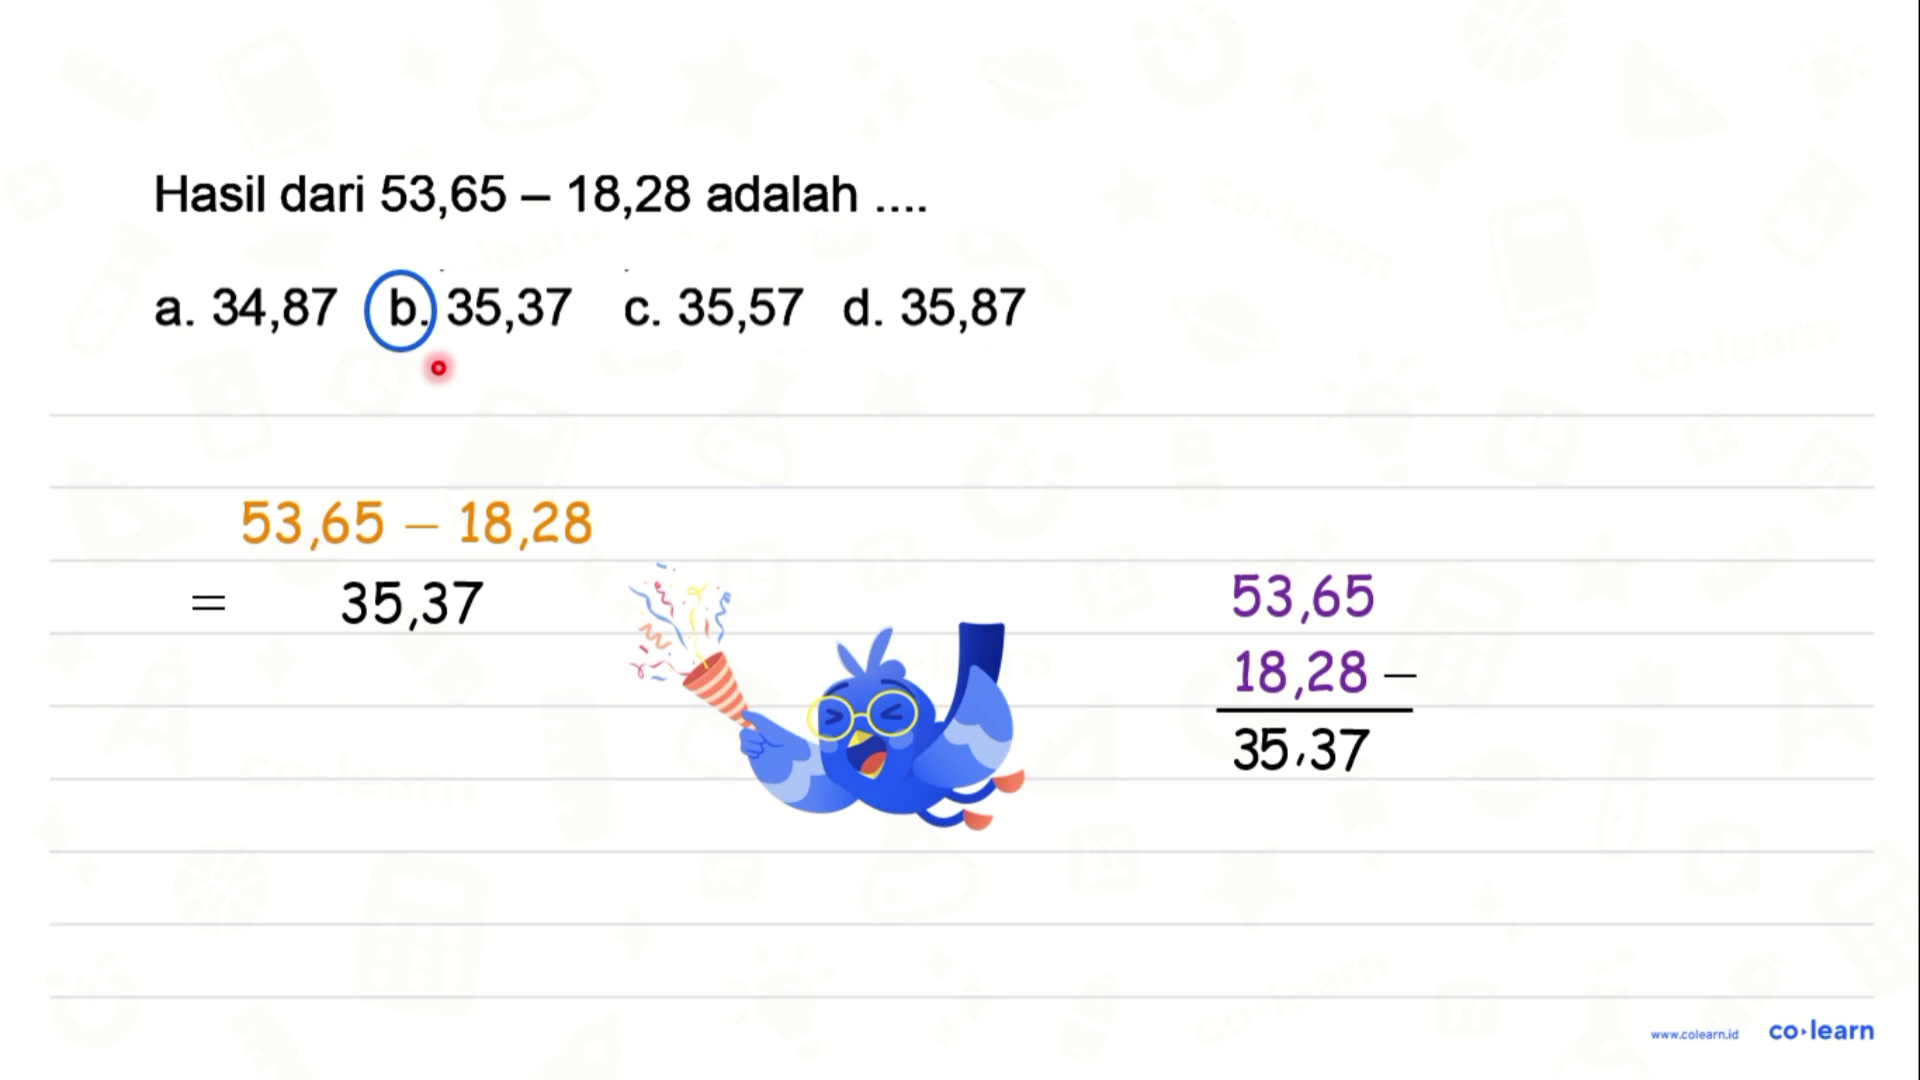 Hasil dari 53,65 – 18,28 adalah ....
a. 34,87 b. 35,37 c. 35,57 d. 35,87
53,65 – 18,28
= 35,37
53,65
18,28 –
35,37
www.colearn.id co·learn